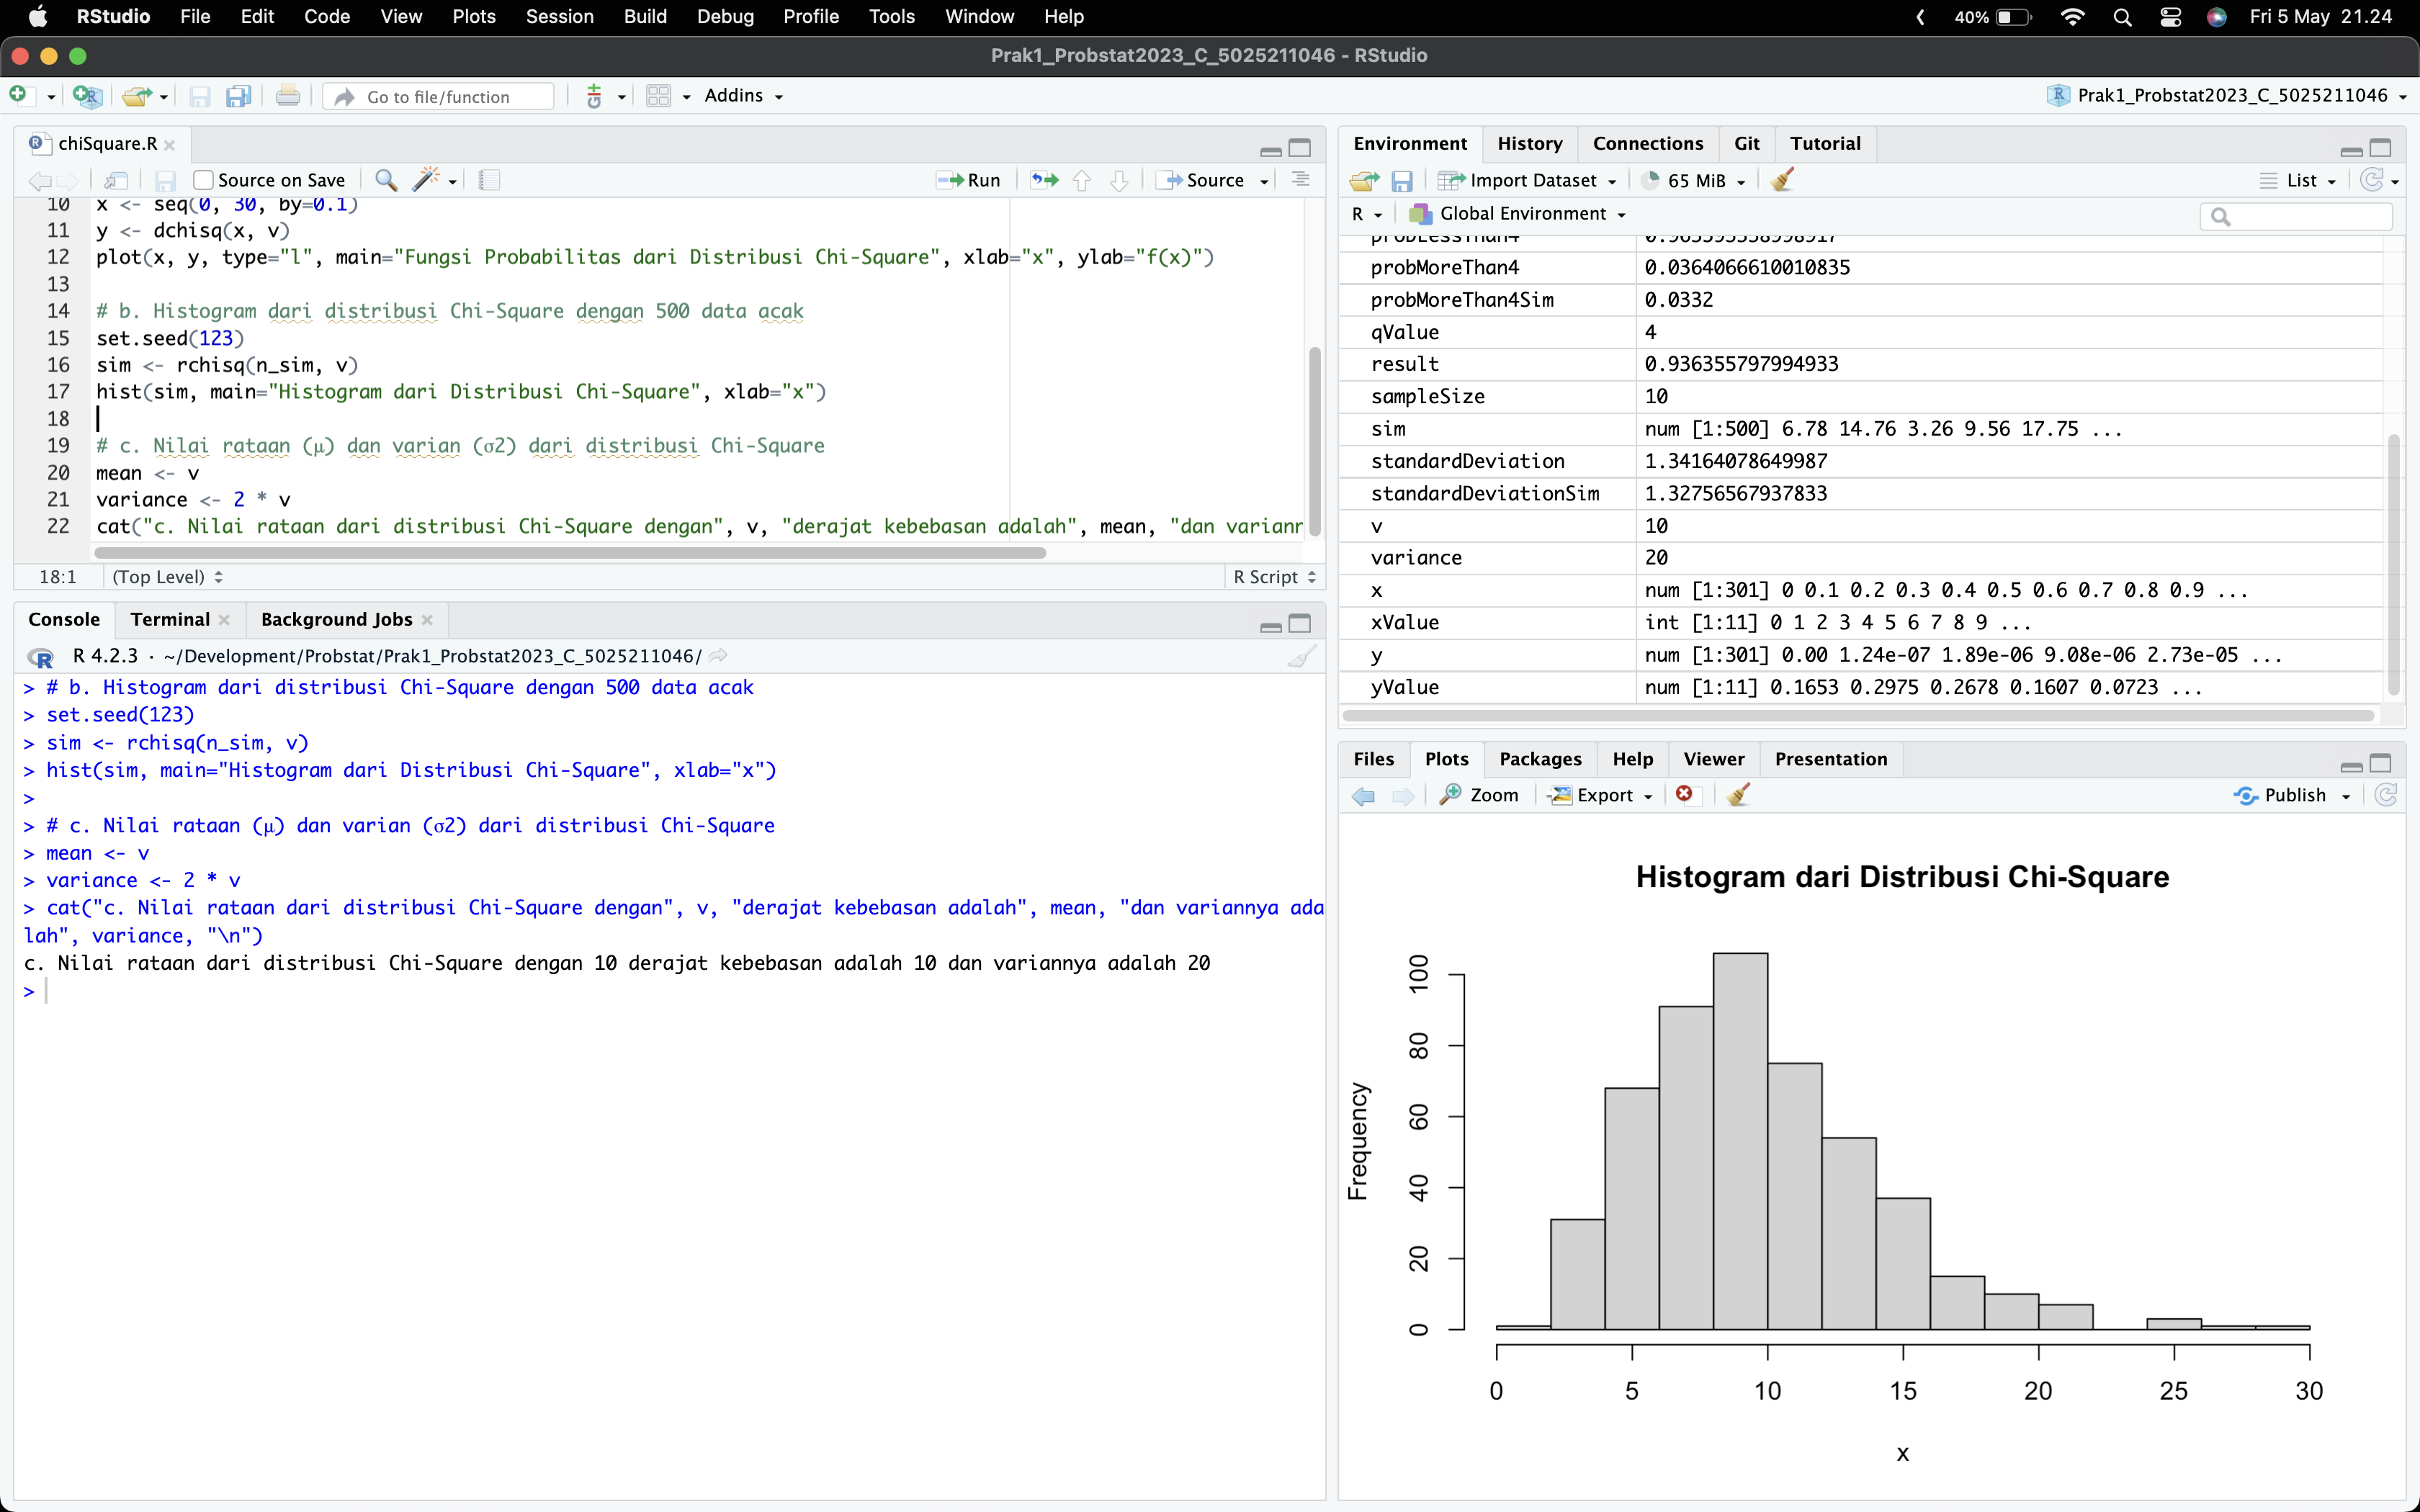 RStudio File Edit Code View Plots Session Build Debug Profile Tools Window Help 40% Fri 5 May 21.24
Prak1_Probstat2023_C_5025211046 - RStudio
Go to file/function Addins Prak1_Probstat2023_C_5025211046
chiSquare.R
Source on Save Run Source
10 x <- seq(0, 30, by=0.1)
11 y <- dchisq(x, v)
12 plot(x, y, type="l", main="Fungsi Probabilitas dari Distribusi Chi-Square", xlab="x", ylab="f(x)")
13
14 # b. Histogram dari distribusi Chi-Square dengan 500 data acak
15 set.seed(123)
16 sim <- rchisq(n_sim, v)
17 hist(sim, main="Histogram dari Distribusi Chi-Square", xlab="x")
18
19 # c. Nilai rataan (μ) dan varian (σ2) dari distribusi Chi-Square
20 mean <- v
21 variance <- 2 * v
22 cat("c. Nilai rataan dari distribusi Chi-Square dengan", v, "derajat kebebasan adalah", mean, "dan variann
18:1 (Top Level) R Script
Console Terminal Background Jobs
R 4.2.3 · ~/Development/Probstat/Prak1_Probstat2023_C_5025211046/
> # b. Histogram dari distribusi Chi-Square dengan 500 data acak
> set.seed(123)
> sim <- rchisq(n_sim, v)
> hist(sim, main="Histogram dari Distribusi Chi-Square", xlab="x")
>
> # c. Nilai rataan (μ) dan varian (σ2) dari distribusi Chi-Square
> mean <- v
> variance <- 2 * v
> cat("c. Nilai rataan dari distribusi Chi-Square dengan", v, "derajat kebebasan adalah", mean, "dan variannya ada
lah", variance, "\n")
c. Nilai rataan dari distribusi Chi-Square dengan 10 derajat kebebasan adalah 10 dan variannya adalah 20
>
Environment History Connections Git Tutorial
Import Dataset 65 MiB List
R Global Environment
probLessThan4 0.963593338998917
probMoreThan4 0.0364066610010835
probMoreThan4Sim 0.0332
qValue 4
result 0.936355797994933
sampleSize 10
sim num [1:500] 6.78 14.76 3.26 9.56 17.75 ...
standardDeviation 1.34164078649987
standardDeviationSim 1.32756567937833
v 10
variance 20
x num [1:301] 0 0.1 0.2 0.3 0.4 0.5 0.6 0.7 0.8 0.9 ...
xValue int [1:11] 0 1 2 3 4 5 6 7 8 9 ...
y num [1:301] 0.00 1.24e-07 1.89e-06 9.08e-06 2.73e-05 ...
yValue num [1:11] 0.1653 0.2975 0.2678 0.1607 0.0723 ...
Files Plots Packages Help Viewer Presentation
Zoom Export Publish
Histogram dari Distribusi Chi-Square
Frequency
100
80
60
40
20
0
0 5 10 15 20 25 30
x